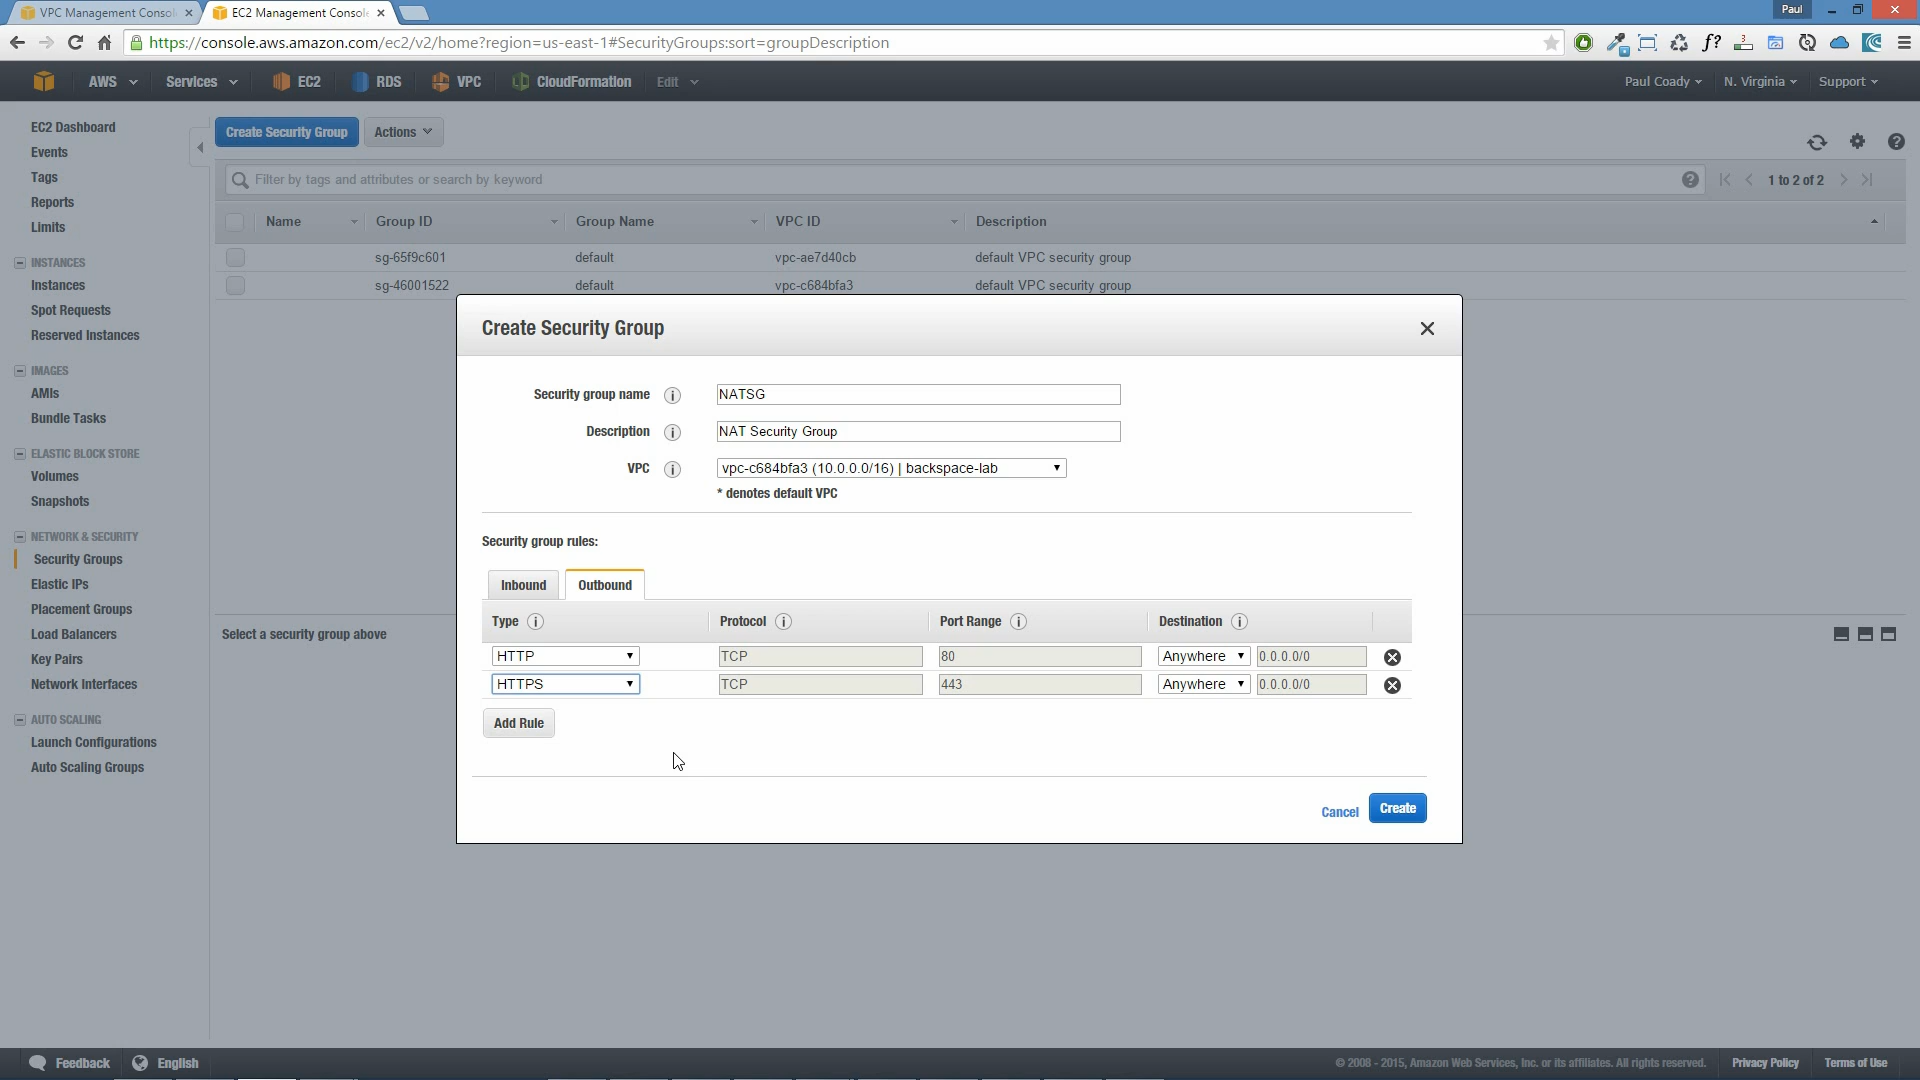 VPC Management Consol
EC2 Management Console
Paul
https://console.aws.amazon.com/ec2/v2/home?region=us-east-1#SecurityGroups:sort=groupDescription
f?
3
AWS
Services
EC2
RDS
VPC
CloudFormation
Edit
Paul Coady
N. Virginia
Support
EC2 Dashboard
Events
Tags
Reports
Limits
INSTANCES
Instances
Spot Requests
Reserved Instances
IMAGES
AMIs
Bundle Tasks
ELASTIC BLOCK STORE
Volumes
Snapshots
NETWORK & SECURITY
Security Groups
Elastic IPs
Placement Groups
Load Balancers
Key Pairs
Network Interfaces
AUTO SCALING
Launch Configurations
Auto Scaling Groups
Create Security Group
Actions
Filter by tags and attributes or search by keyword
1 to 2 of 2
Name Group ID Group Name VPC ID Description
sg-65f9c601 default vpc-ae7d40cb default VPC security group
sg-46001522 default vpc-c684bfa3 default VPC security group
Select a security group above
Create Security Group
Security group name NATSG
Description NAT Security Group
VPC vpc-c684bfa3 (10.0.0.0/16) | backspace-lab
* denotes default VPC
Security group rules:
Inbound Outbound
Type Protocol Port Range Destination
HTTP TCP 80 Anywhere 0.0.0.0/0
HTTPS TCP 443 Anywhere 0.0.0.0/0
Add Rule
Cancel Create
Feedback
English
© 2008 - 2015, Amazon Web Services, Inc. or its affiliates. All rights reserved.
Privacy Policy
Terms of Use